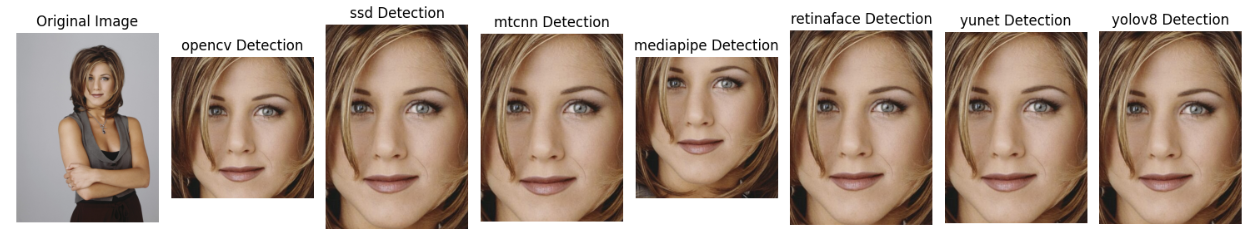 Original Image
opencv Detection
ssd Detection
mtcnn Detection
mediapipe Detection
retinaface Detection
yunet Detection
yolov8 Detection